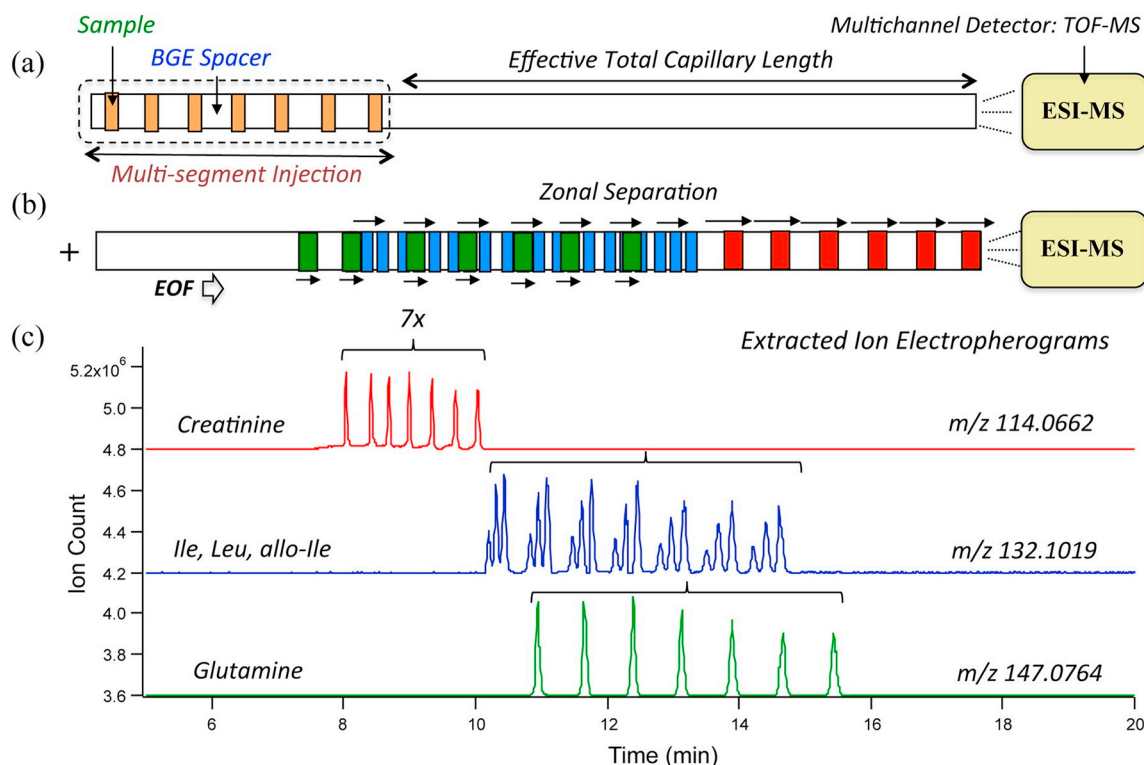 Sample
Multichannel Detector: TOF-MS
(a)
BGE Spacer
Effective Total Capillary Length
ESI-MS
Multi-segment Injection
Zonal Separation
(b)
+
ESI-MS
EOF
7x
(c)
Extracted Ion Electropherograms
5.2x10⁶
5.0
Creatinine
m/z 114.0662
4.8
4.6
4.4
Ile, Leu, allo-Ile
m/z 132.1019
4.2
4.0
3.8
Glutamine
m/z 147.0764
3.6
Ion Count
6 8 10 12 14 16 18 20
Time (min)